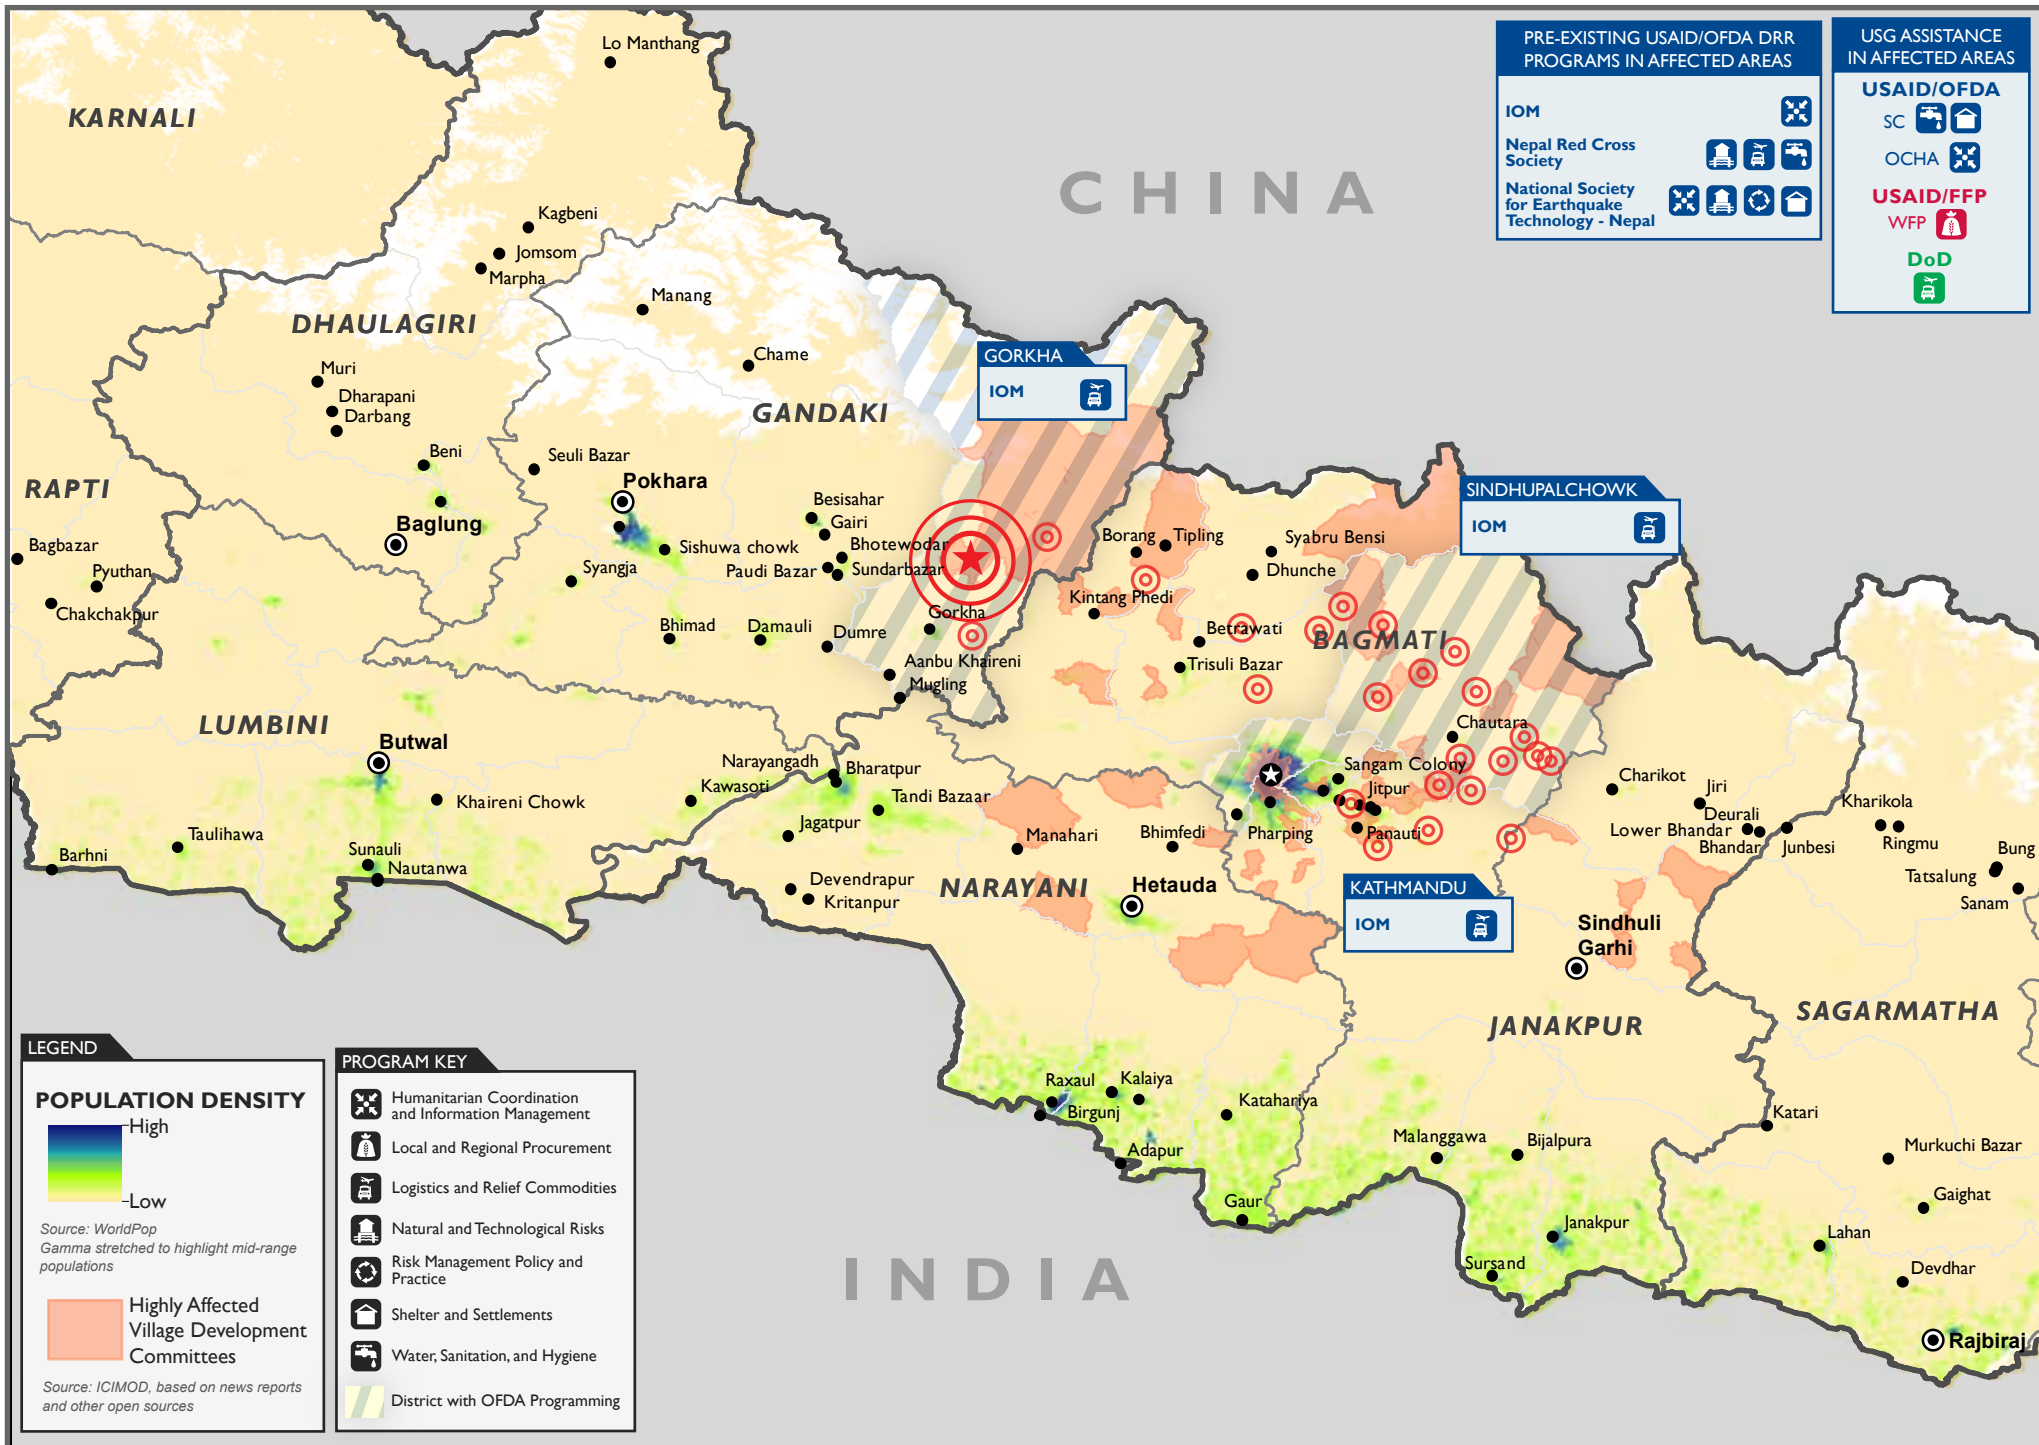 Lo Manthang
KARNALI
CHINA
Kagbeni
Jomsom
Marpha
Manang
DHAULAGIRI
Chame
Muri
Dharapani
Darbang
GANDAKI
Beni
Seuli Bazar
RAPTI
Pokhara
Besisahar
Gairi
Baglung
Bhotewodar
Sishuwa chowk
Paudi Bazar
Sundarbazar
Bagbazar
Pyuthan
Syangja
Chakchakpur
Gorkha
Bhimad
Damauli
Dumre
Aanbu Khaireni
Mugling
LUMBINI
Butwal
Narayangadh
Bharatpur
Kawasoti
Khaireni Chowk
Tandi Bazaar
Taulihawa
Jagatpur
Sunauli
Barhni
Nautanwa
Devendrapur
Kritanpur
PRE-EXISTING USAID/OFDA DRR
PROGRAMS IN AFFECTED AREAS
IOM
Nepal Red Cross
Society
National Society
for Earthquake
Technology - Nepal
USG ASSISTANCE
IN AFFECTED AREAS
USAID/OFDA
SC
OCHA
USAID/FFP
WFP
DoD
GORKHA
IOM
SINDHUPALCHOWK
IOM
Borang
Tipling
Syabru Bensi
Dhunche
Kintang Phedi
Betrawati
BAGMATI
Trisuli Bazar
Chautara
Sangam Colony
Jitpur
Charikot
Jiri
Deurali
Kharikola
Lower Bhandar
Bhandar
Junbesi
Ringmu
Bung
Tatsalung
Sanam
Manahari
Bhimfedi
Pharping
Panauti
NARAYANI
Hetauda
KATHMANDU
IOM
Sindhuli
Garhi
JANAKPUR
SAGARMATHA
Raxaul
Kalaiya
Birgunj
Katahariya
Katari
Malanggawa
Bijalpura
Murkuchi Bazar
Adapur
Gaur
Gaighat
Janakpur
Lahan
INDIA
Sursand
Devdhar
Rajbiraj
LEGEND
POPULATION DENSITY
High
Low
Source: WorldPop
Gamma stretched to highlight mid-range
populations
Highly Affected
Village Development
Committees
Source: ICIMOD, based on news reports
and other open sources
PROGRAM KEY
Humanitarian Coordination
and Information Management
Local and Regional Procurement
Logistics and Relief Commodities
Natural and Technological Risks
Risk Management Policy and
Practice
Shelter and Settlements
Water, Sanitation, and Hygiene
District with OFDA Programming